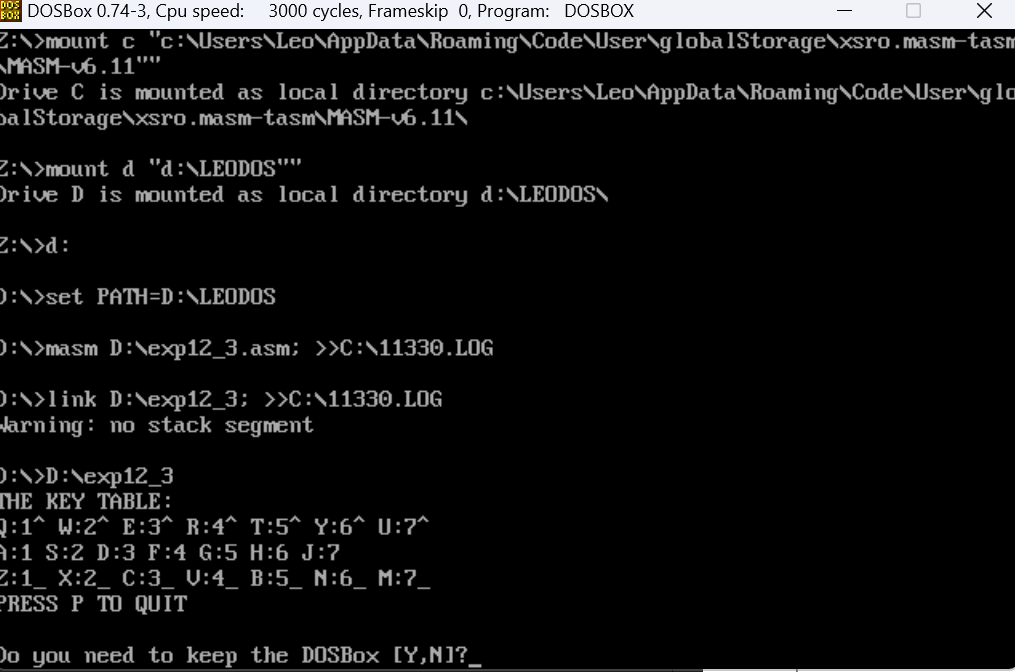 DOS
BOX
DOSBox 0.74-3, Cpu speed: 3000 cycles, Frameskip 0, Program: DOSBOX
Z:\>mount c "c:\Users\Leo\AppData\Roaming\Code\User\globalStorage\xsro.masm-tasm
\MASM-v6.11""
Drive C is mounted as local directory c:\Users\Leo\AppData\Roaming\Code\User\glo
balStorage\xsro.masm-tasm\MASM-v6.11\
Z:\>mount d "d:\LEODOS""
Drive D is mounted as local directory d:\LEODOS\
Z:\>d:
D:\>set PATH=D:\LEODOS
D:\>masm D:\exp12_3.asm; >>C:\11330.LOG
D:\>link D:\exp12_3; >>C:\11330.LOG
Warning: no stack segment
D:\>D:\exp12_3
THE KEY TABLE:
Q:1^ W:2^ E:3^ R:4^ T:5^ Y:6^ U:7^
A:1 S:2 D:3 F:4 G:5 H:6 J:7
Z:1_ X:2_ C:3_ V:4_ B:5_ N:6_ M:7_
PRESS P TO QUIT
Do you need to keep the DOSBox [Y,N]?_